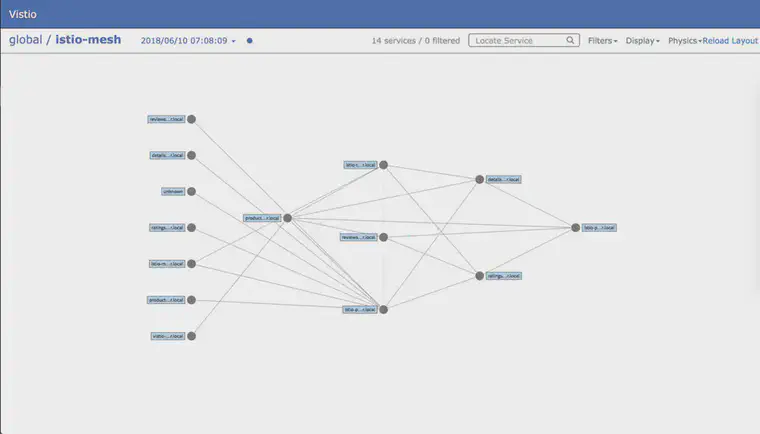 Vistio
global / istio-mesh 2018/06/10 07:08:09 14 services / 0 filtered Locate Service Filters Display Physics Reload Layout
reviews...r.local
details...r.local
unknown
ratings...r.local
istio-m...r.local
product...r.local
vistio-...r.local
product...r.local
istio-t...r.local
reviews...r.local
istio-p...r.local
details...r.local
ratings...r.local
istio-p...r.local